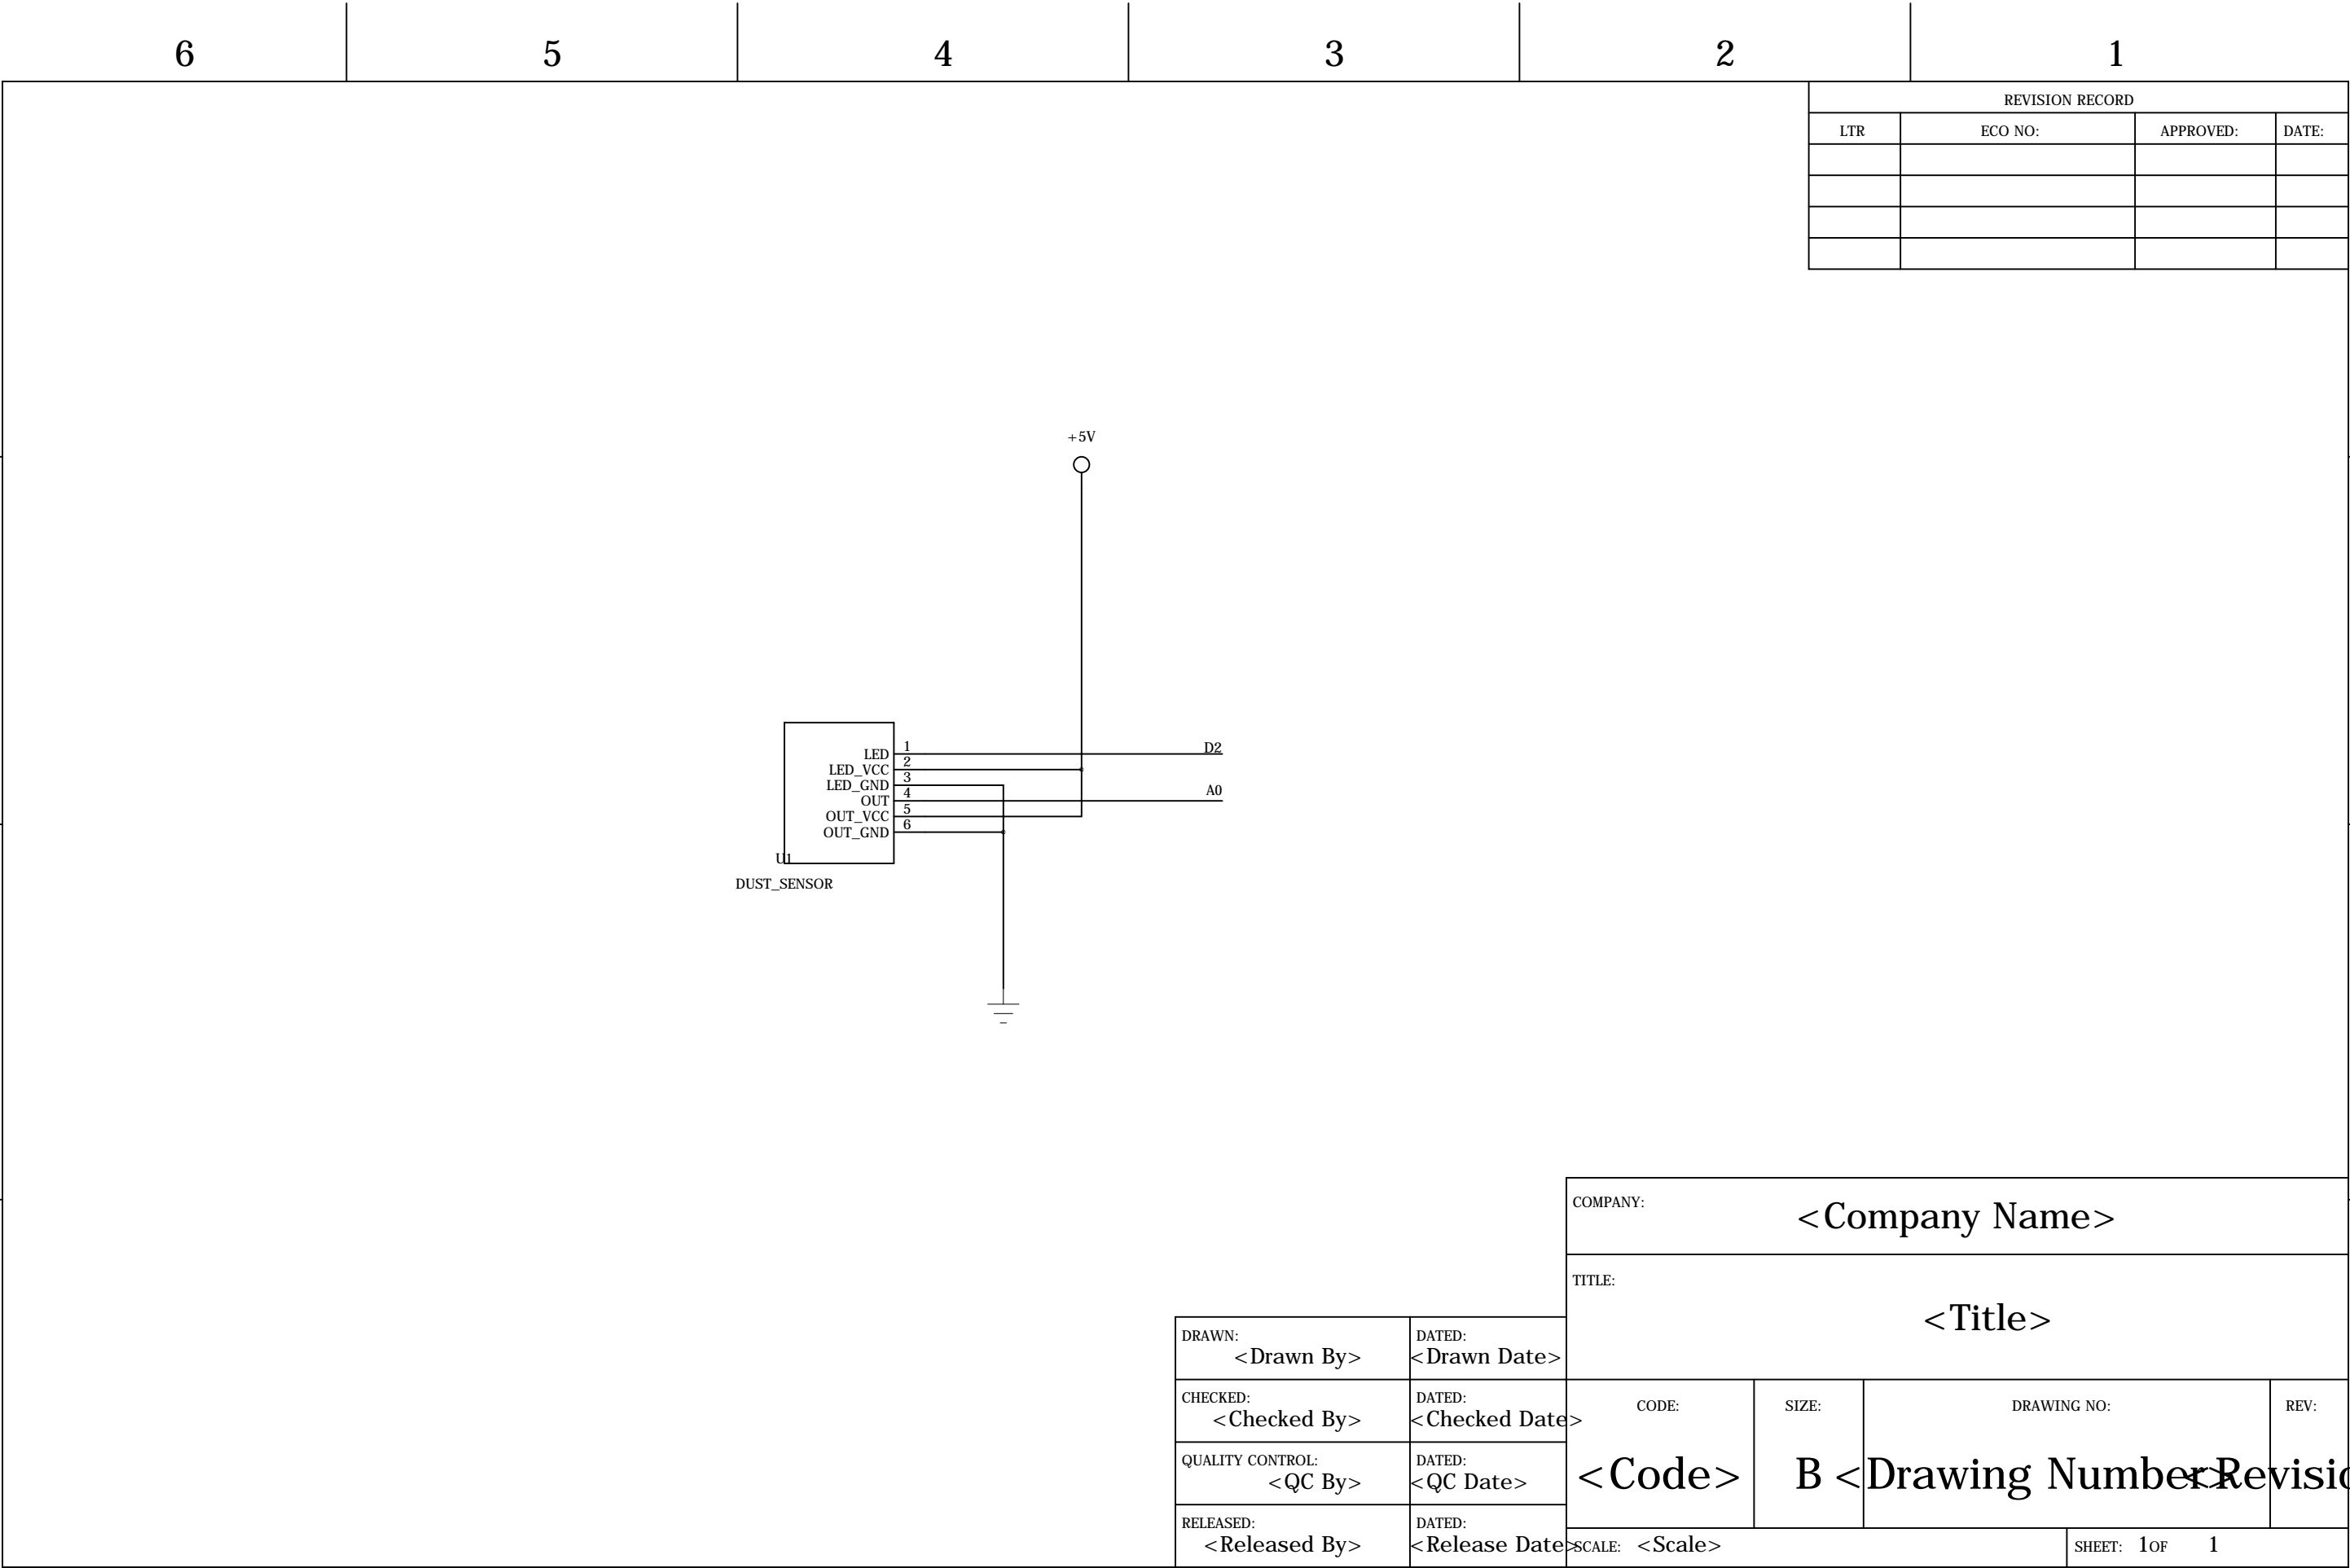 6 5 4 3 2 1
REVISION RECORD
LTR ECO NO: APPROVED: DATE:
+5V
LED 1 D2
LED_VCC 2
LED_GND 3
OUT 4 A0
OUT_VCC 5
OUT_GND 6
U1
DUST_SENSOR
COMPANY: <Company Name>
TITLE:
<Title>
DRAWN: DATED:
<Drawn By> <Drawn Date>
CHECKED: DATED:
<Checked By> <Checked Date>
CODE: SIZE: DRAWING NO: REV:
QUALITY CONTROL: DATED:
<QC By> <QC Date>
<Code> B <Drawing Number> <Revisio
RELEASED: DATED:
<Released By> <Release Date>
SCALE: <Scale> SHEET: 1 OF 1